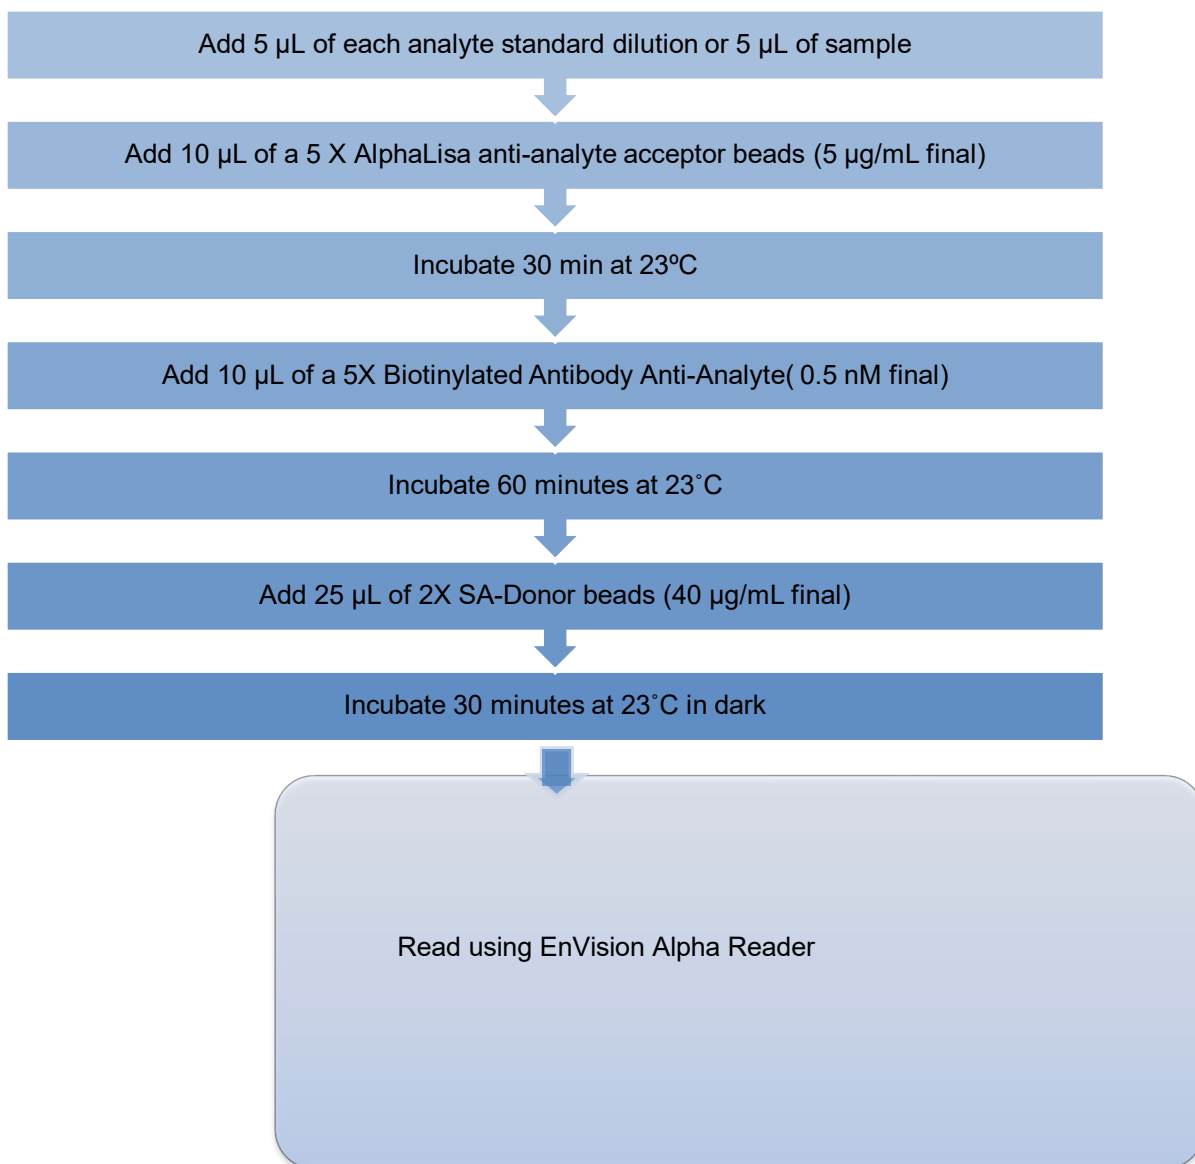 Add 5 µL of each analyte standard dilution or 5 µL of sample
Add 10 µL of a 5 X AlphaLisa anti-analyte acceptor beads (5 µg/mL final)
Incubate 30 min at 23ºC
Add 10 µL of a 5X Biotinylated Antibody Anti-Analyte( 0.5 nM final)
Incubate 60 minutes at 23˚C
Add 25 µL of 2X SA-Donor beads (40 µg/mL final)
Incubate 30 minutes at 23˚C in dark
Read using EnVision Alpha Reader